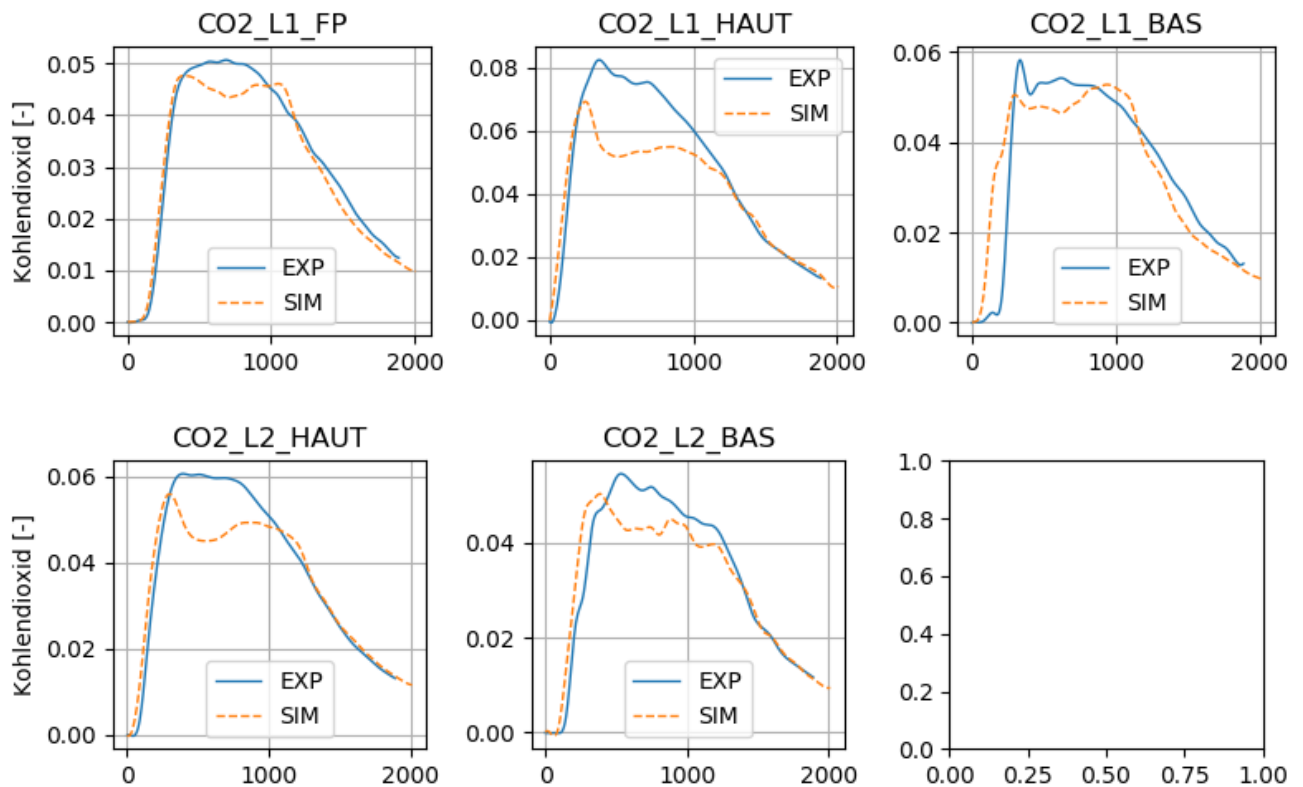 CO2_L1_FP CO2_L1_HAUT CO2_L1_BAS
Kohlendioxid [-]
0.05
0.04
0.03
0.02
0.01
0.00
EXP
SIM
0 1000 2000
0.08
0.06
0.04
0.02
0.00
EXP
SIM
0 1000 2000
0.06
0.04
0.02
0.00
EXP
SIM
0 1000 2000
CO2_L2_HAUT CO2_L2_BAS
Kohlendioxid [-]
0.06
0.04
0.02
0.00
EXP
SIM
0 1000 2000
0.04
0.02
0.00
EXP
SIM
0 1000 2000
1.0
0.8
0.6
0.4
0.2
0.0
0.00 0.25 0.50 0.75 1.00